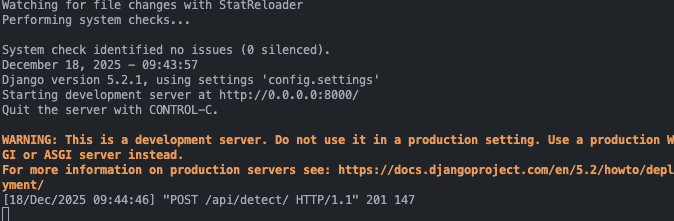 Watching for file changes with StatReloader
Performing system checks...
System check identified no issues (0 silenced).
December 18, 2025 - 09:43:57
Django version 5.2.1, using settings 'config.settings'
Starting development server at http://0.0.0.0:8000/
Quit the server with CONTROL-C.
WARNING: This is a development server. Do not use it in a production setting. Use a production W
GI or ASGI server instead.
For more information on production servers see: https://docs.djangoproject.com/en/5.2/howto/depl
yment/
[18/Dec/2025 09:44:46] "POST /api/detect/ HTTP/1.1" 201 147